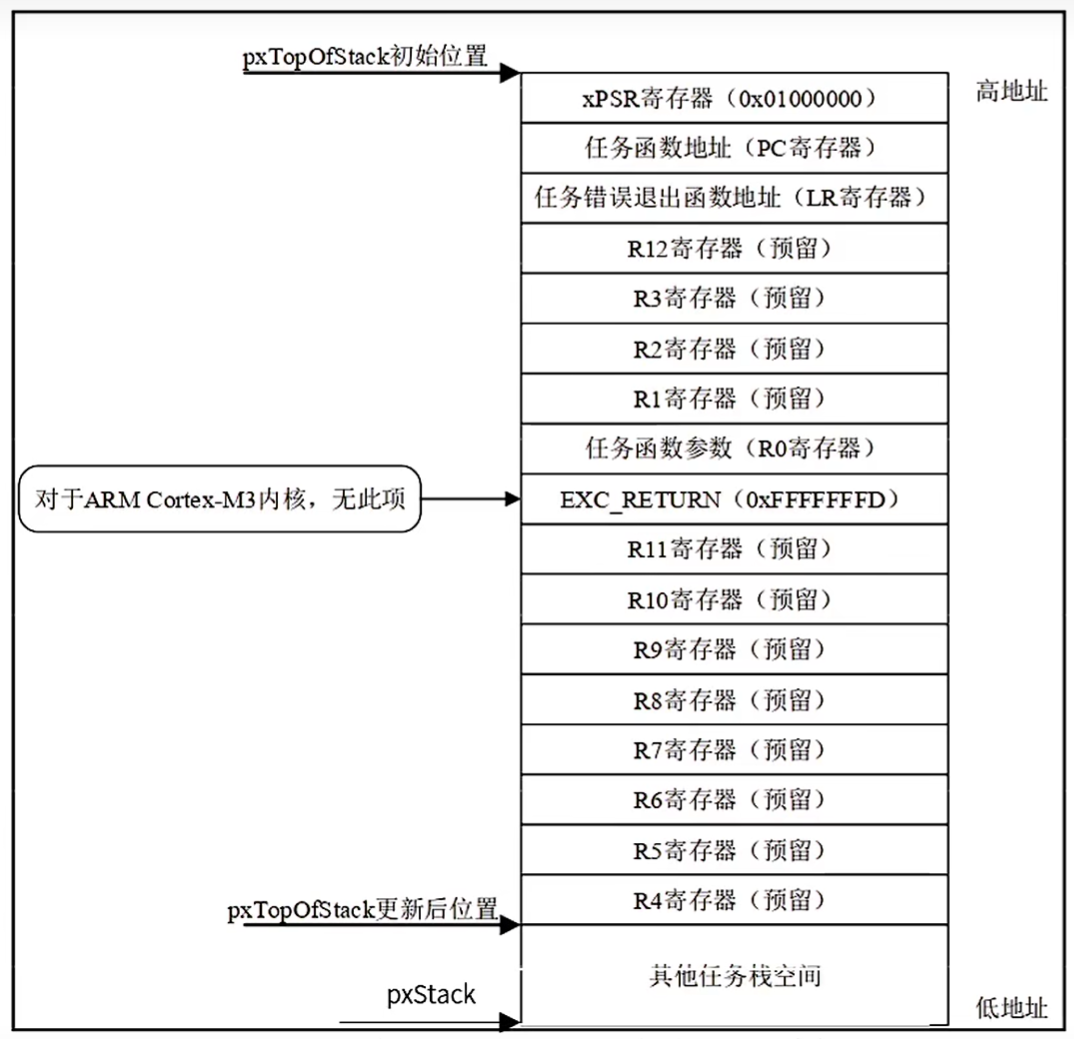 pxTopOfStack初始位置
高地址
xPSR寄存器（0x01000000）
任务函数地址（PC寄存器）
任务错误退出函数地址（LR寄存器）
R12寄存器（预留）
R3寄存器（预留）
R2寄存器（预留）
R1寄存器（预留）
任务函数参数（R0寄存器）
对于ARM Cortex-M3内核，无此项
EXC_RETURN（0xFFFFFFFD）
R11寄存器（预留）
R10寄存器（预留）
R9寄存器（预留）
R8寄存器（预留）
R7寄存器（预留）
R6寄存器（预留）
R5寄存器（预留）
R4寄存器（预留）
pxTopOfStack更新后位置
其他任务栈空间
pxStack
低地址